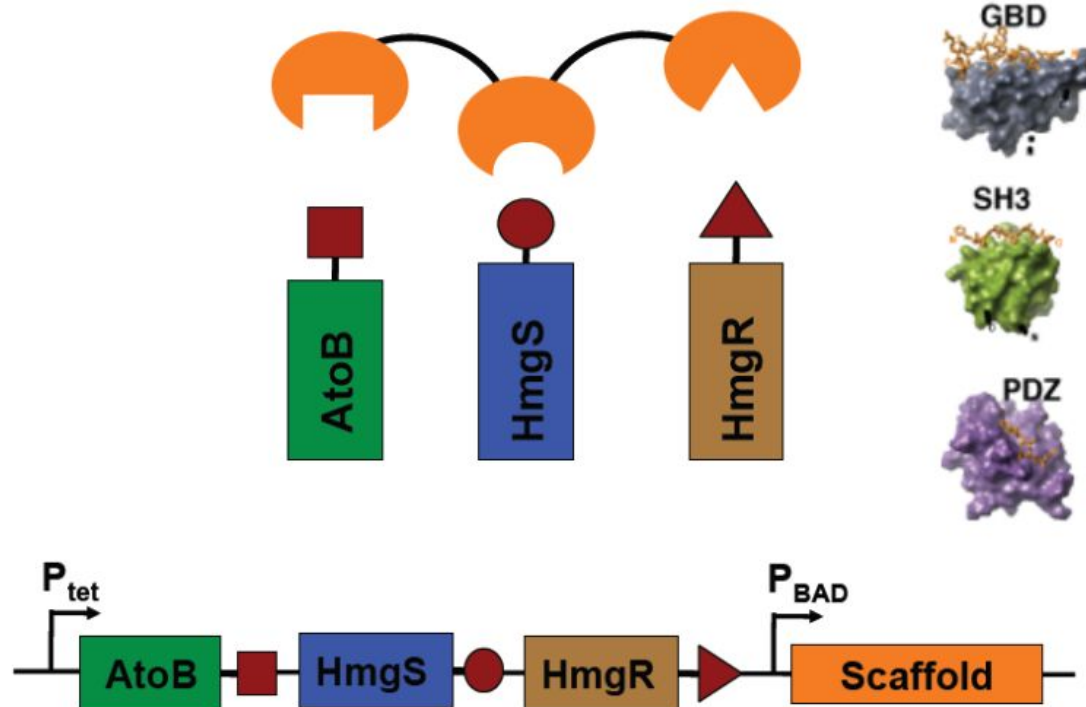 GBD
SH3
PDZ
AtoB
HmgS
HmgR
Ptet
PBAD
AtoB
HmgS
HmgR
Scaffold